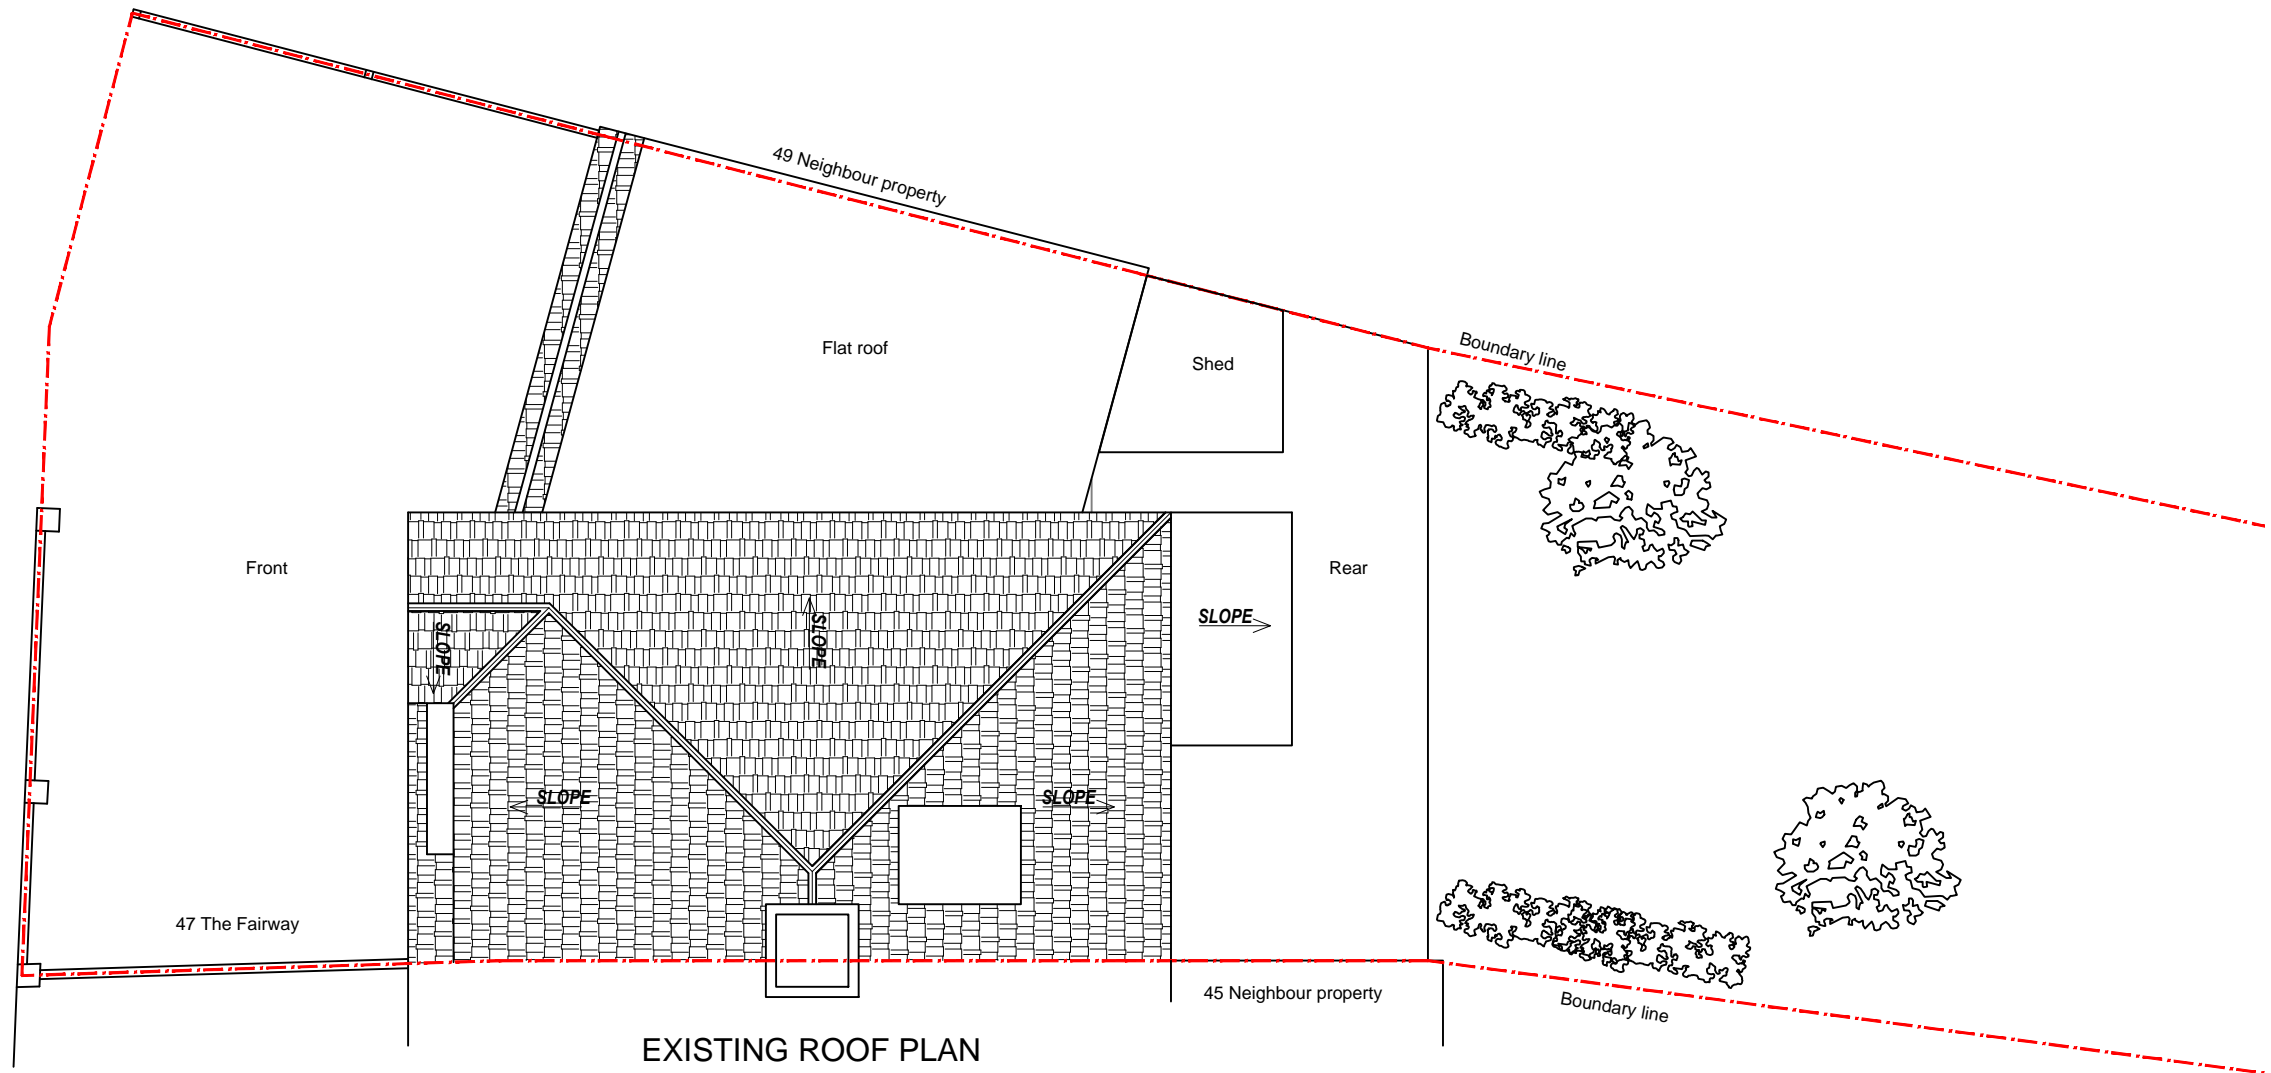 49 Neighbour property
Flat roof
Shed
Boundary line
Front
Rear
SLOPE
SLOPE
SLOPE
SLOPE
SLOPE
47 The Fairway
45 Neighbour property
Boundary line
EXISTING ROOF PLAN